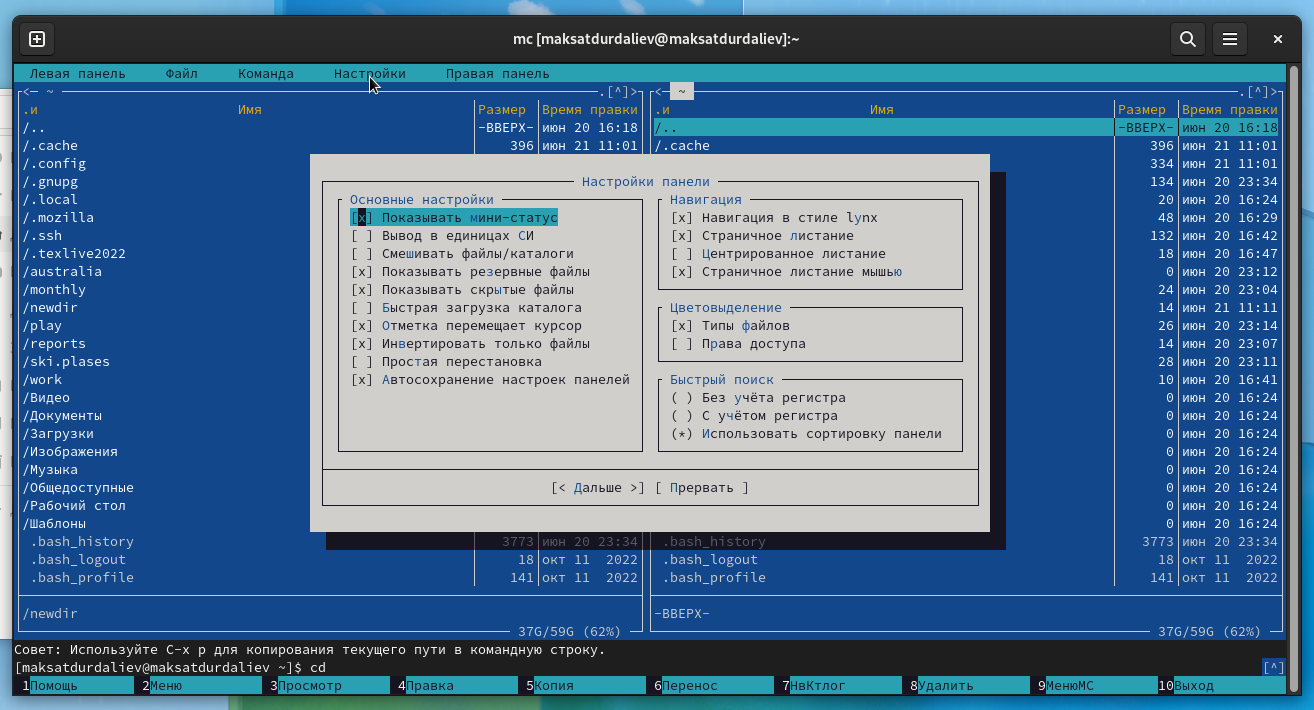 mc [maksatdurdaliev@maksatdurdaliev]:~
Левая панель Файл Команда Настройки Правая панель
<─ ~ .[^]> <─ ~ .[^]>
.и Имя Размер Время правки .и Имя Размер Время правки
/.. -ВВЕРХ- июн 20 16:18 /.. -ВВЕРХ- июн 20 16:18
/.cache 396 июн 21 11:01 /.cache 396 июн 21 11:01
/.config 334 июн 21 11:01
/.gnupg Настройки панели 134 июн 20 23:34
/.local Основные настройки Навигация 20 июн 20 16:24
/.mozilla [x] Показывать мини-статус [x] Навигация в стиле lynx 48 июн 20 16:29
/.ssh [ ] Вывод в единицах СИ [x] Страничное листание 132 июн 20 16:42
/.texlive2022 [ ] Смешивать файлы/каталоги [ ] Центрированное листание 18 июн 20 16:47
/australia [x] Показывать резервные файлы [x] Страничное листание мышью 0 июн 20 23:12
/monthly [x] Показывать скрытые файлы 24 июн 20 23:04
/newdir [ ] Быстрая загрузка каталога Цветовыделение 14 июн 21 11:11
/play [x] Отметка перемещает курсор [x] Типы файлов 26 июн 20 23:14
/reports [x] Инвертировать только файлы [ ] Права доступа 14 июн 20 23:07
/ski.plases [ ] Простая перестановка 28 июн 20 23:11
/work [x] Автосохранение настроек панелей Быстрый поиск 10 июн 20 16:41
/Видео ( ) Без учёта регистра 0 июн 20 16:24
/Документы ( ) С учётом регистра 0 июн 20 16:24
/Загрузки (*) Использовать сортировку панели 0 июн 20 16:24
/Изображения 0 июн 20 16:24
/Музыка 0 июн 20 16:24
/Общедоступные [< Дальше >] [ Прервать ] 0 июн 20 16:24
/Рабочий стол 0 июн 20 16:24
/Шаблоны 0 июн 20 16:24
.bash_history 3773 июн 20 23:34 .bash_history 3773 июн 20 23:34
.bash_logout 18 окт 11 2022 .bash_logout 18 окт 11 2022
.bash_profile 141 окт 11 2022 .bash_profile 141 окт 11 2022
/newdir -ВВЕРХ-
37G/59G (62%) 37G/59G (62%)
Совет: Используйте C-x p для копирования текущего пути в командную строку.
[maksatdurdaliev@maksatdurdaliev ~]$ cd [^]
1Помощь 2Меню 3Просмотр 4Правка 5Копия 6Перенос 7НвКтлог 8Удалить 9МенюMC 10Выход